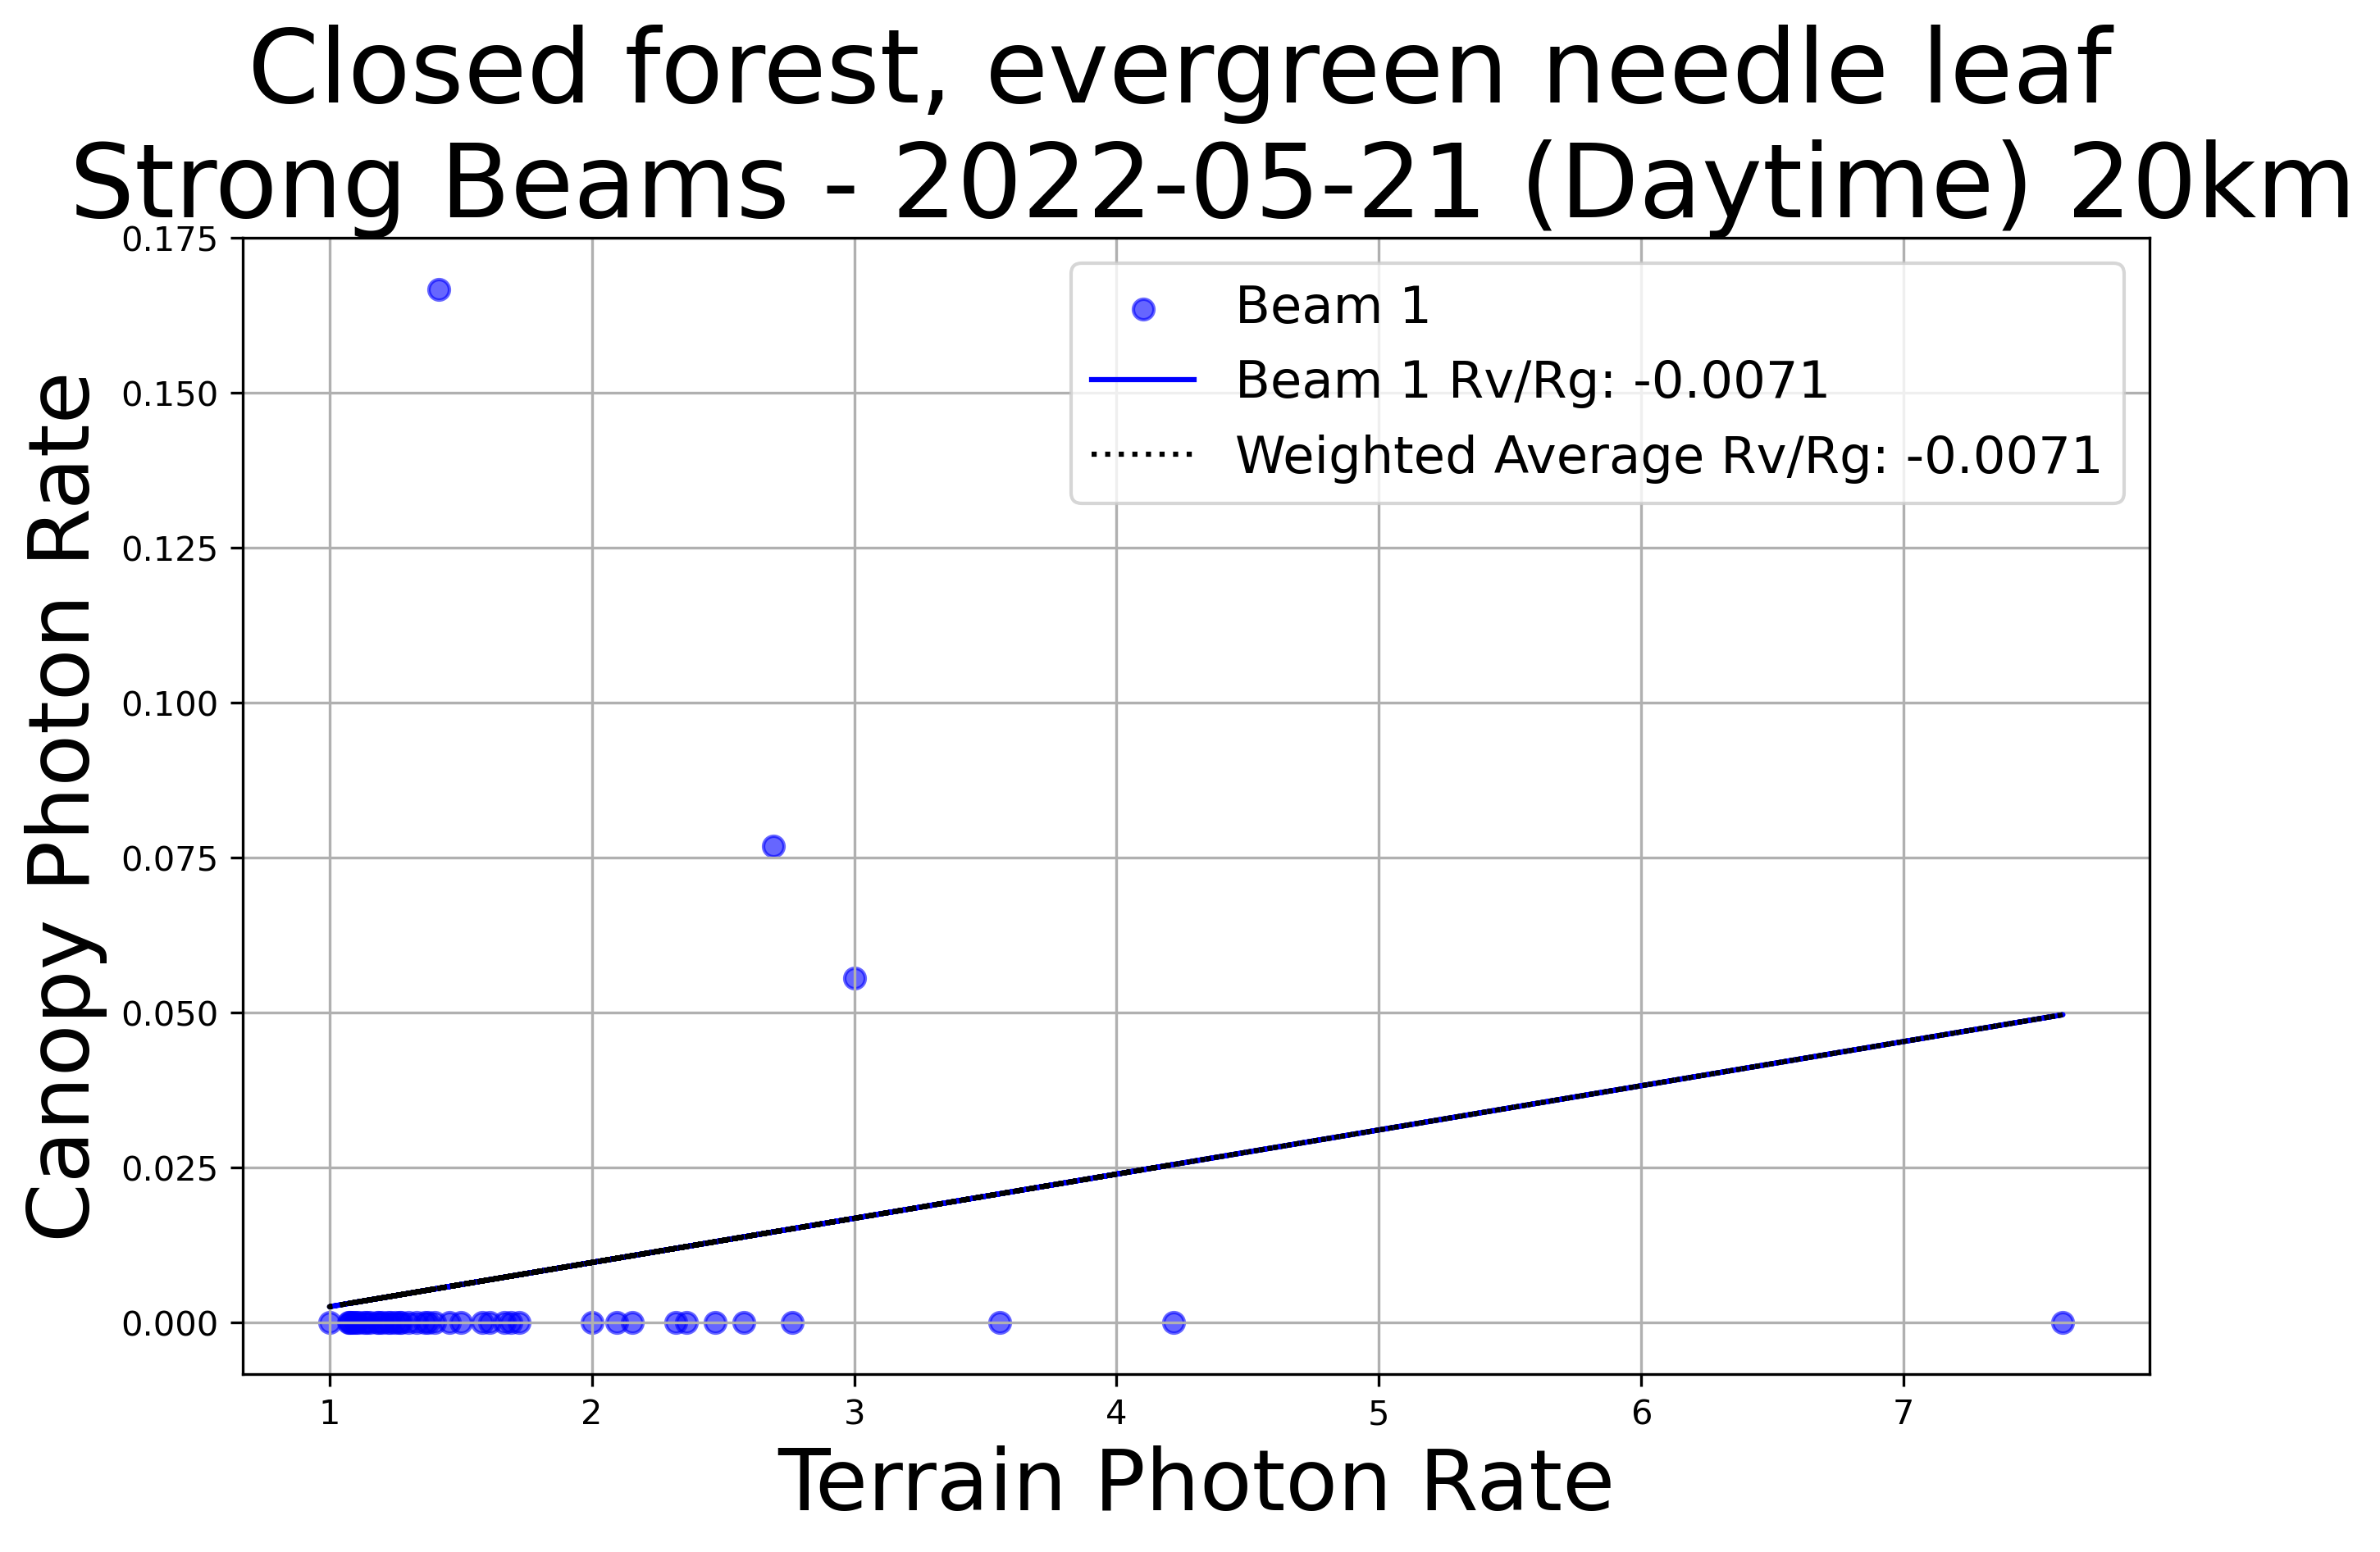 Closed forest, evergreen needle leaf
Strong Beams - 2022-05-21 (Daytime) 20km
Canopy Photon Rate
0.175
0.150
0.125
0.100
0.075
0.050
0.025
0.000
Beam 1
Beam 1 Rv/Rg: -0.0071
Weighted Average Rv/Rg: -0.0071
1 2 3 4 5 6 7
Terrain Photon Rate